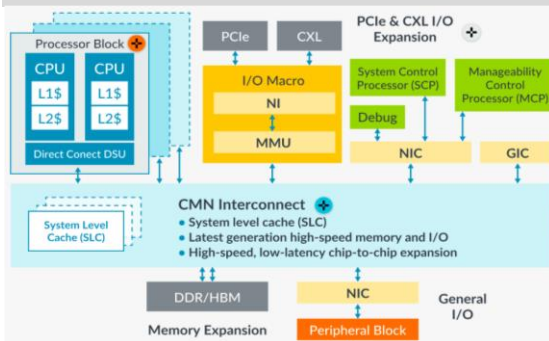 Processor Block
CPU
L1$
L2$
CPU
L1$
L2$
Direct Conect DSU
PCIe
CXL
I/O Macro
NI
MMU
PCIe & CXL I/O
Expansion
System Control
Processor (SCP)
Debug
NIC
Manageability
Control
Processor (MCP)
GIC
System Level
Cache (SLC)
CMN Interconnect
• System level cache (SLC)
• Latest generation high-speed memory and I/O
• High-speed, low-latency chip-to-chip expansion
DDR/HBM
Memory Expansion
NIC
Peripheral Block
General
I/O